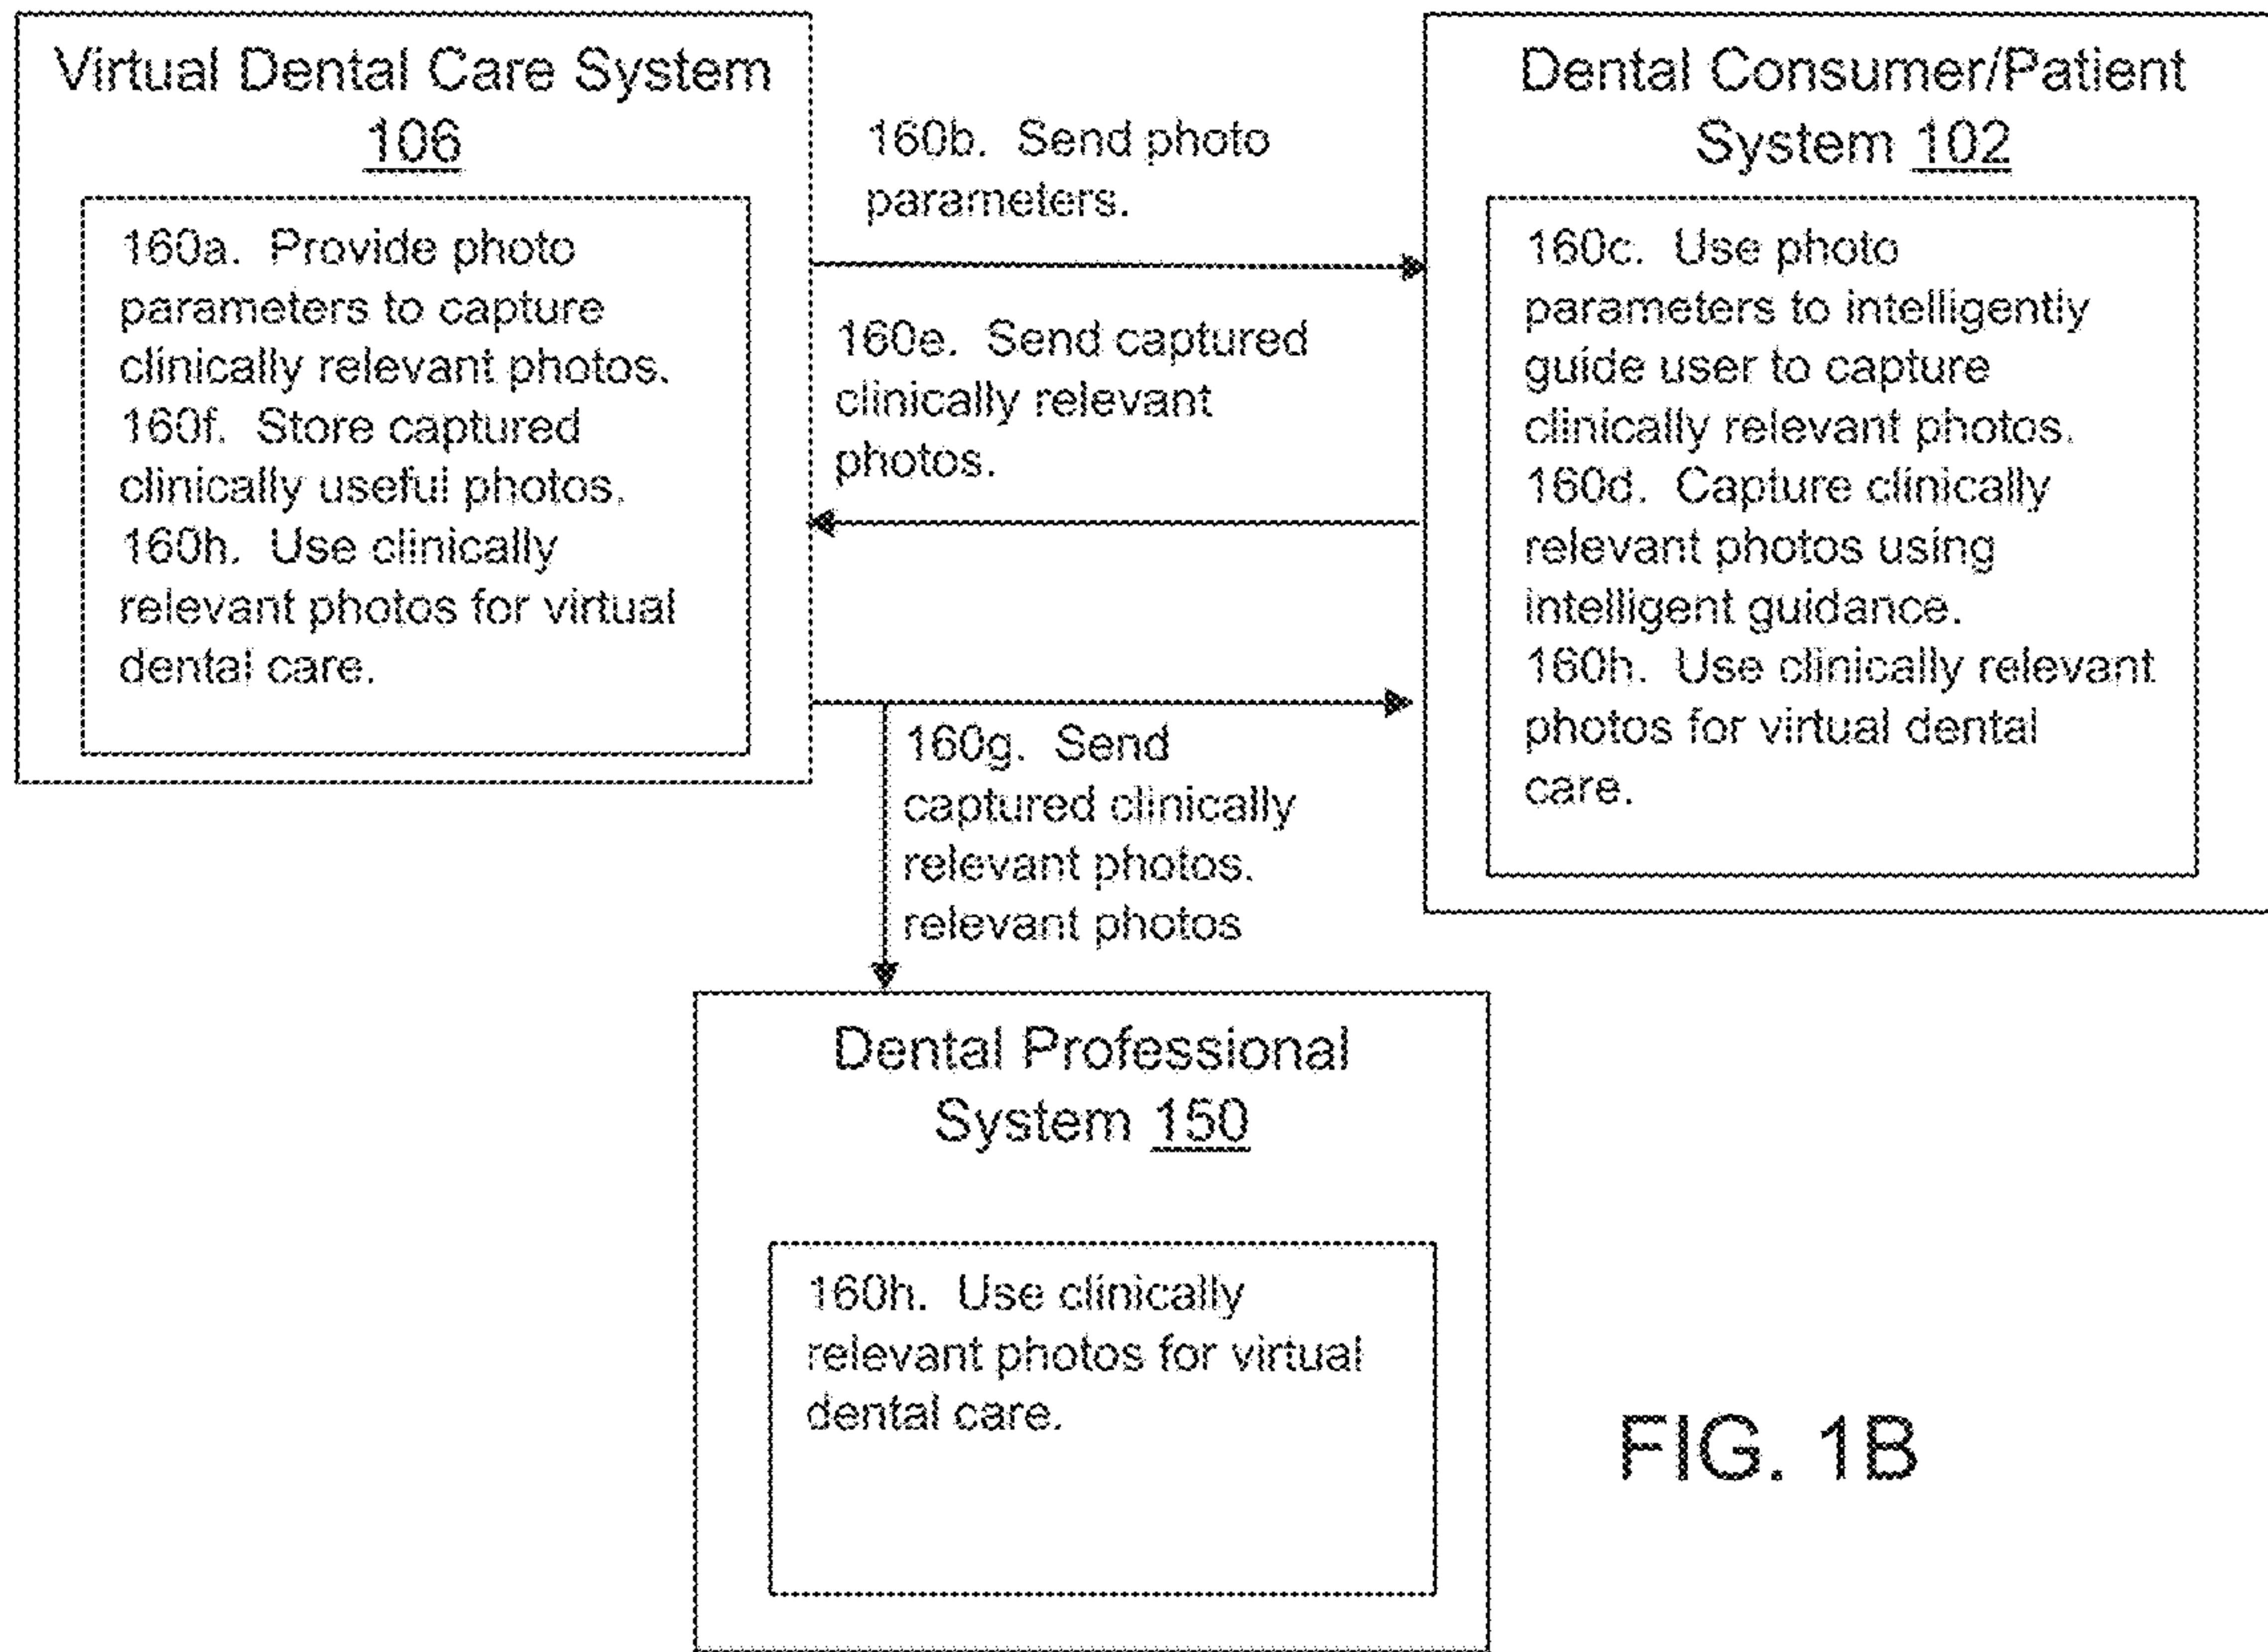 Virtual Dental Care System
106
160a. Provide photo
parameters to capture
clinically relevant photos.
160f. Store captured
clinically useful photos.
160h. Use clinically
relevant photos for virtual
dental care.
160b. Send photo
parameters.
160e. Send captured
clinically relevant
photos.
160g. Send
captured clinically
relevant photos.
relevant photos
Dental Consumer/Patient
System 102
160c. Use photo
parameters to intelligently
guide user to capture
clinically relevant photos.
160d. Capture clinically
relevant photos using
intelligent guidance.
160h. Use clinically relevant
photos for virtual dental
care.
Dental Professional
System 150
160h. Use clinically
relevant photos for virtual
dental care.
FIG. 1B